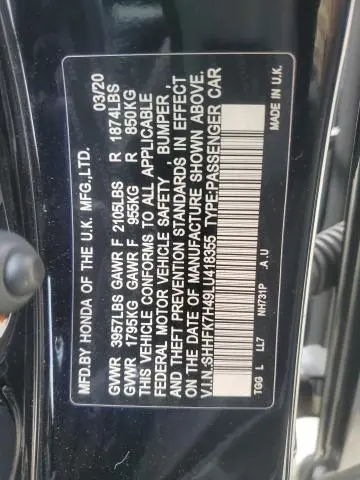 MFD.BY HONDA OF THE U.K. MFG.,LTD. 03/20
GVWR 3957LBS GAWR F 2105LBS R 1874LBS
GVWR 1795KG GAWR F 955KG R 850KG
THIS VEHICLE CONFORMS TO ALL APPLICABLE
FEDERAL MOTOR VEHICLE SAFETY , BUMPER ,
AND THEFT PREVENTION STANDARDS IN EFFECT
ON THE DATE OF MANUFACTURE SHOWN ABOVE.
V.I.N.:SHHFK7H49LU418355 TYPE:PASSENGER CAR
NH731P .A.U MADE IN U.K.
TGG L LL7